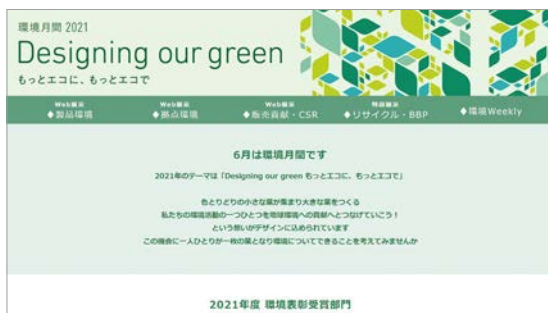 環境月間 2021
Designing our green
もっとエコに、もっとエコで
Web展示
◆製品環境
Web展示
◆拠点環境
Web展示
◆販売貢献・CSR
特設展示
◆リサイクル・BBP
◆環境Weekly
6月は環境月間です
2021年のテーマは「Designing our green もっとエコに、もっとエコで」
色とりどりの小さな葉が集まり大きな葉をつくる
私たちの環境活動の一つひとつを地球環境への貢献へとつなげていこう！
という想いがデザインに込められています
この機会に一人ひとりが一枚の葉となり環境についてできることを考えてみませんか
2021年度 環境表彰受賞部門